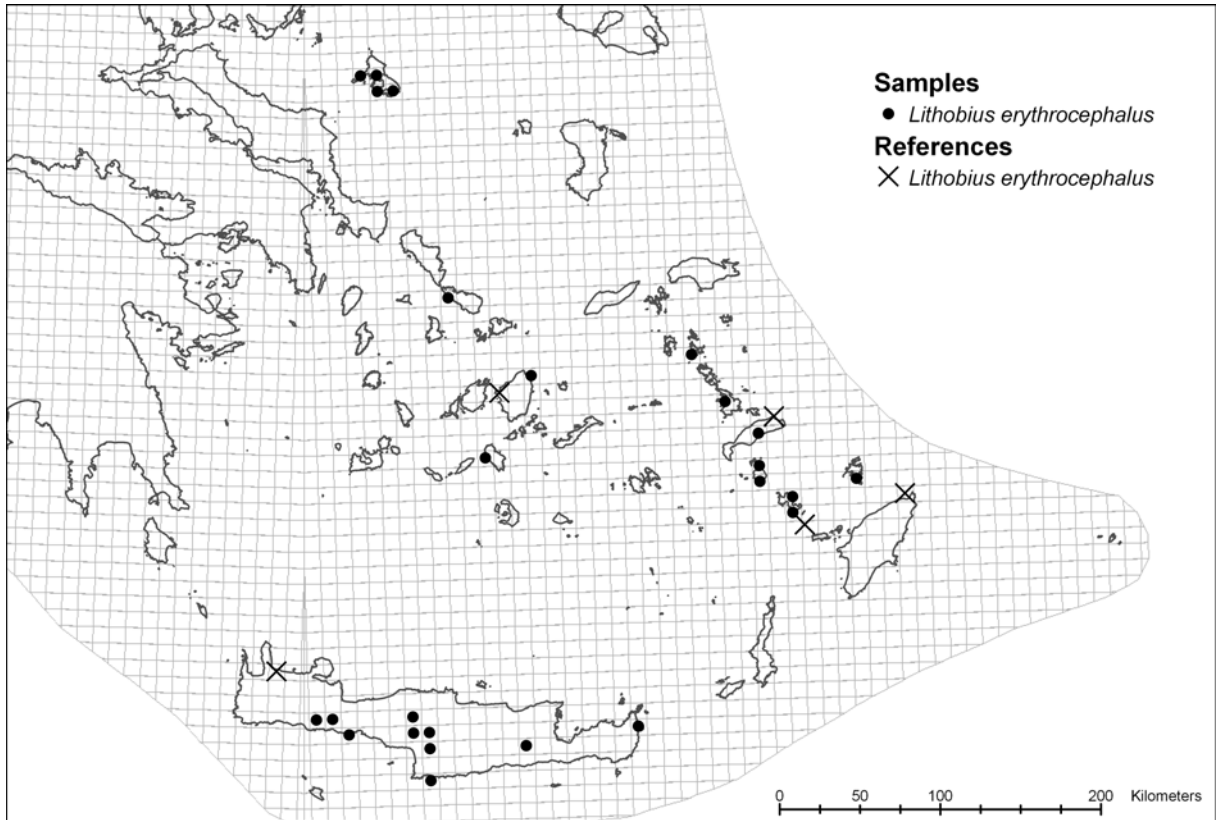 Samples
Lithobius erythrocephalus
References
Lithobius erythrocephalus
0 50 100 200 Kilometers